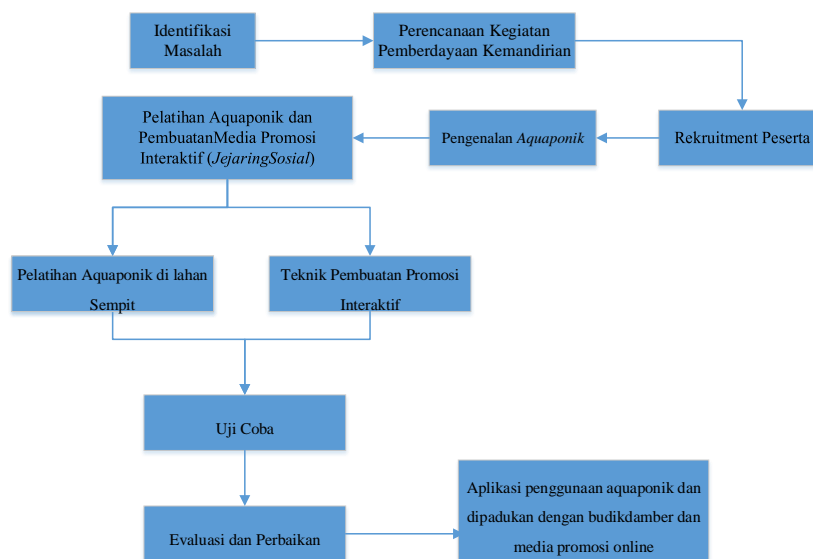 Identifikasi
Masalah
Perencanaan Kegiatan
Pemberdayaan Kemandirian
Rekruitment Peserta
Pengenalan Aquaponik
Pelatihan Aquaponik dan
PembuatanMedia Promosi
Interaktif (JejaringSosial)
Pelatihan Aquaponik di lahan
Sempit
Teknik Pembuatan Promosi
Interaktif
Uji Coba
Evaluasi dan Perbaikan
Aplikasi penggunaan aquaponik dan
dipadukan dengan budikdamber dan
media promosi online